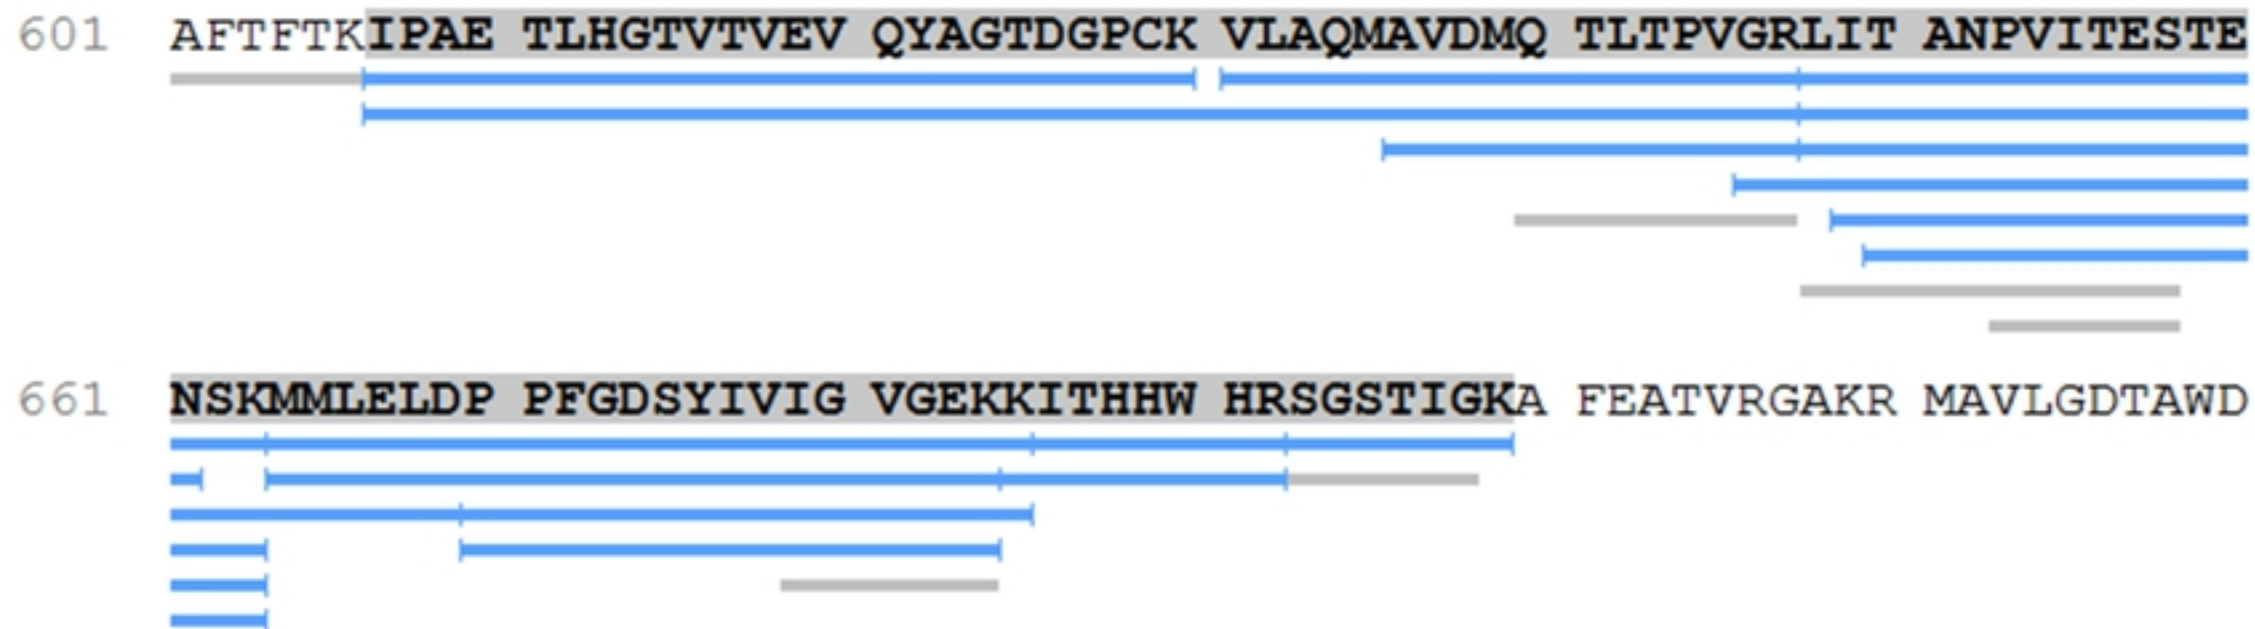 601 AFTFTKIPAE TLHGTVTVEV QYAGTDGPCK VLAQMAVDMQ TLTPVGRLIT ANPVITESTE
661 NSKMMLELDP PFGDSYIVIG VGEKKITHHW HRSGSTIGKA FEATVRGAKR MAVLGDTAWD